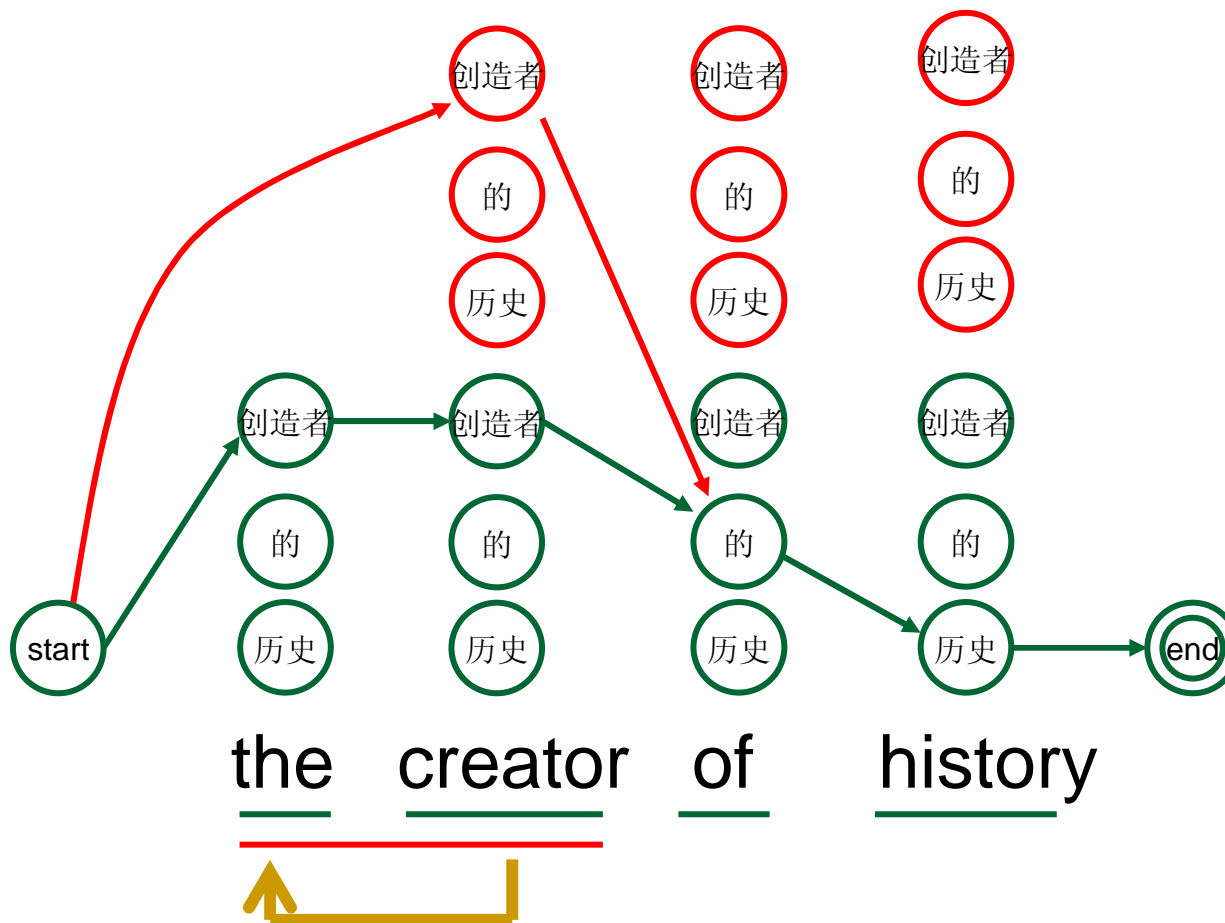 创造者 创造者 创造者
的 的 的
历史 历史 历史
创造者 创造者 创造者 创造者
的 的 的 的
start 历史 历史 历史 历史 end
the creator of history